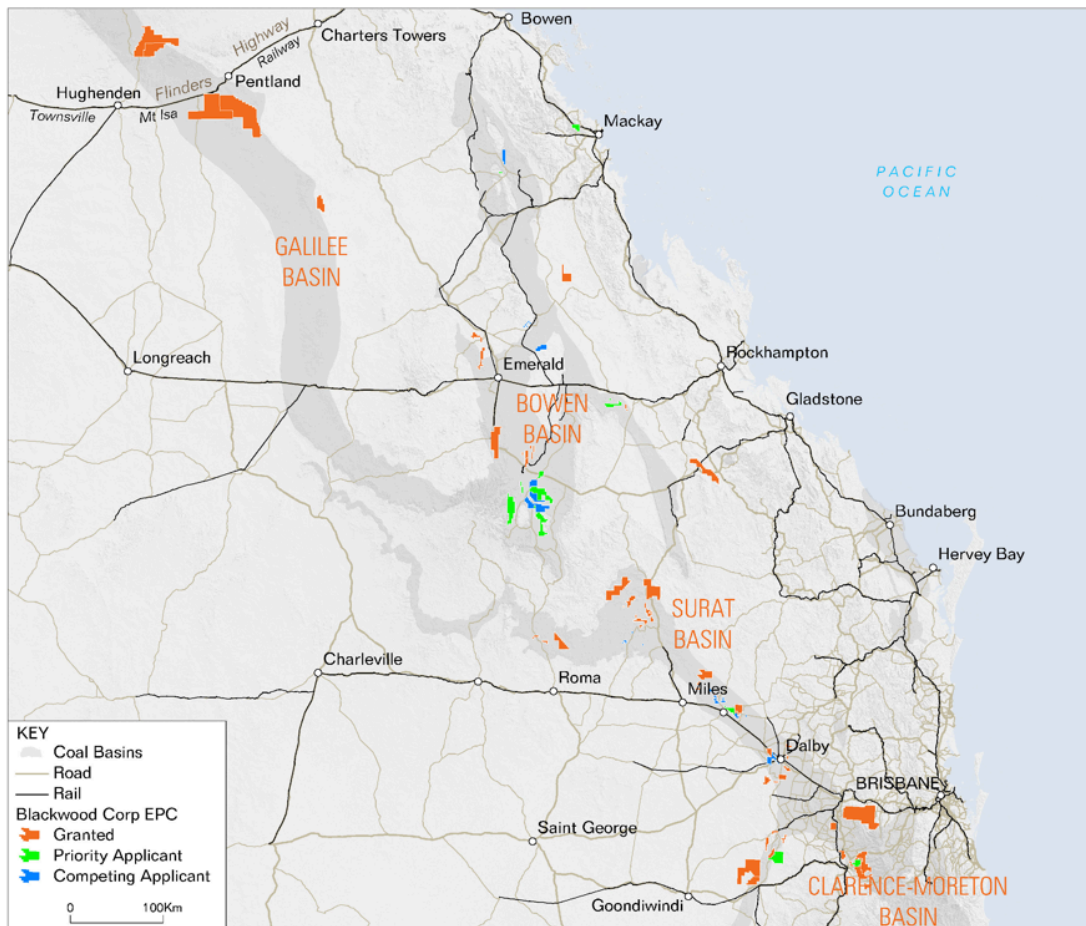 Bowen
Highway
Railway
Charters Towers
Pentland
Flinders
Hughenden
Townsville
Mt Isa
Mackay
PACIFIC
OCEAN
GALILEE
BASIN
Longreach
Emerald
Rockhampton
BOWEN
BASIN
Gladstone
Bundaberg
Hervey Bay
SURAT
BASIN
Charleville
Roma
Miles
Dalby
BRISBANE
Saint George
Goondiwindi
CLARENCE-MORETON
BASIN
KEY
Coal Basins
Road
Rail
Blackwood Corp EPC
Granted
Priority Applicant
Competing Applicant
0 100Km